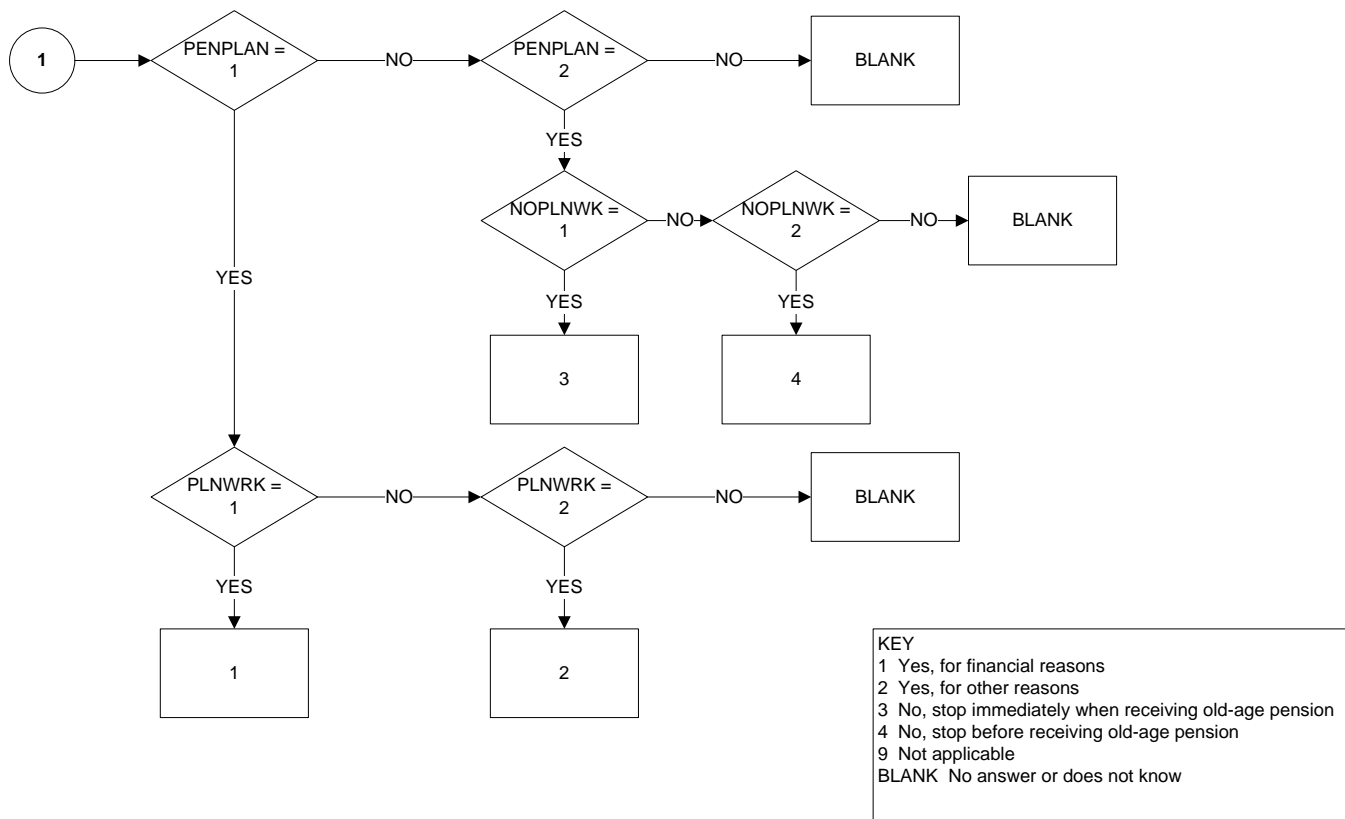 1
PENPLAN =
1
NO
PENPLAN =
2
NO
BLANK
YES
NOPLNWK =
1
NO
NOPLNWK =
2
NO
BLANK
YES
YES
YES
3
4
PLNWRK =
1
NO
PLNWRK =
2
NO
BLANK
YES
YES
1
2
KEY
1 Yes, for financial reasons
2 Yes, for other reasons
3 No, stop immediately when receiving old-age pension
4 No, stop before receiving old-age pension
9 Not applicable
BLANK No answer or does not know